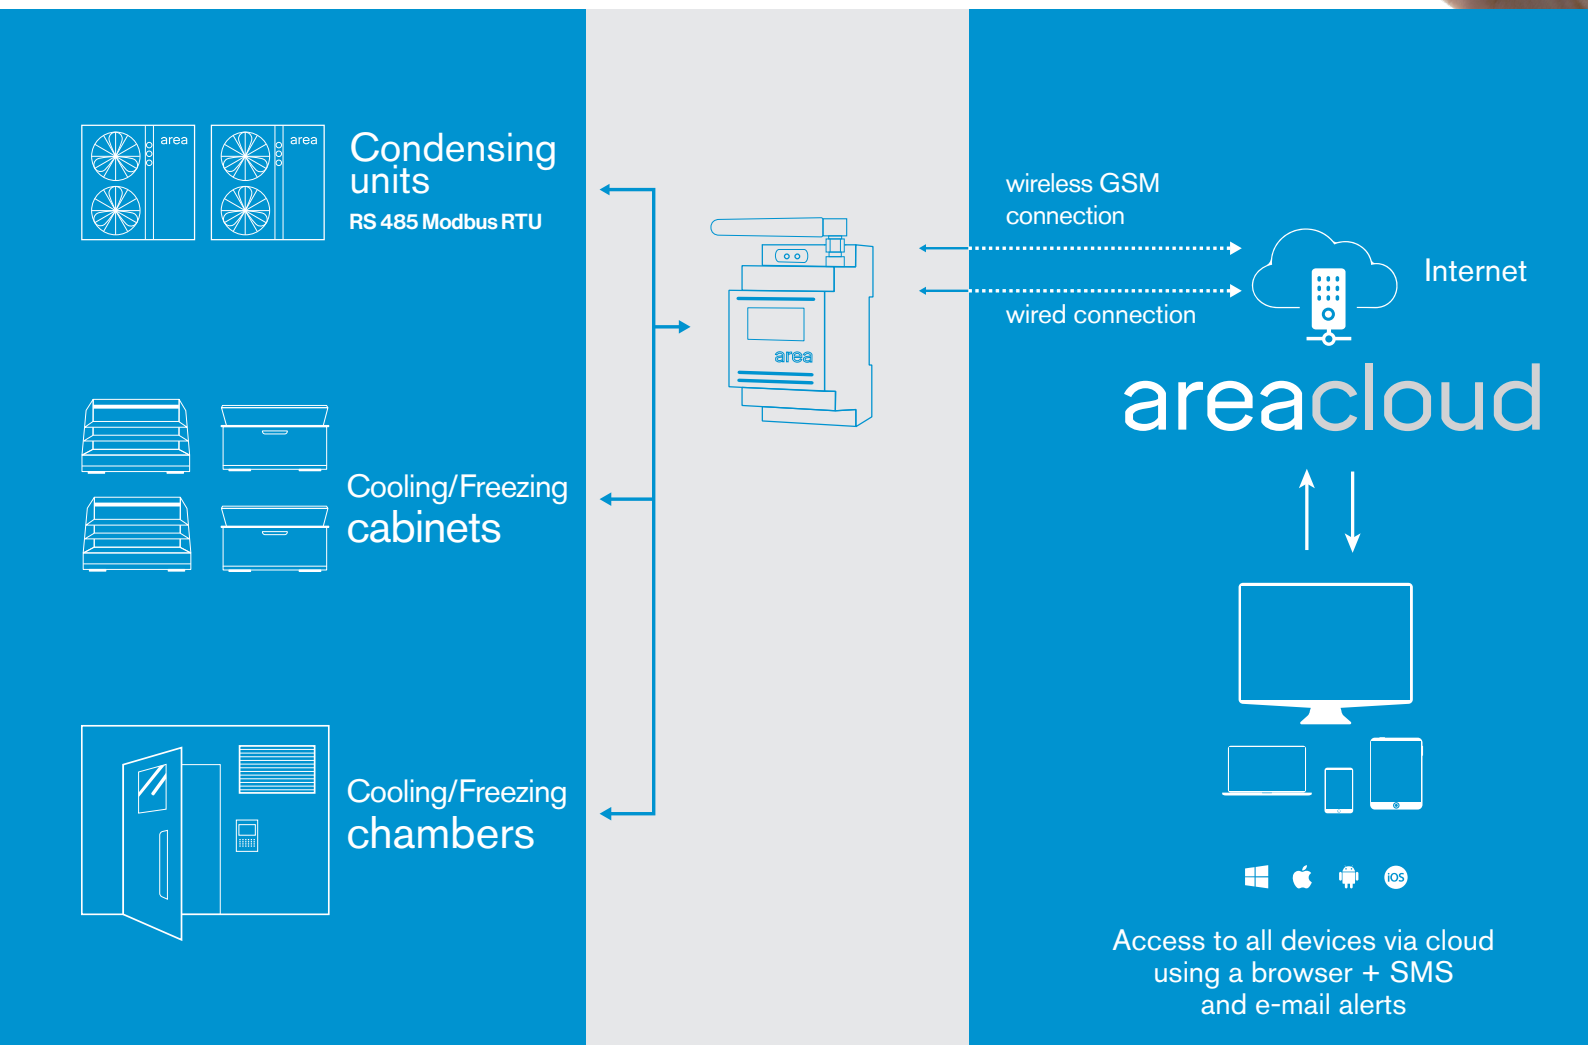 area
area
Condensing
units
RS 485 Modbus RTU
Cooling/Freezing
cabinets
Cooling/Freezing
chambers
area
wireless GSM
connection
wired connection
Internet
areacloud
iOS
Access to all devices via cloud
using a browser + SMS
and e-mail alerts